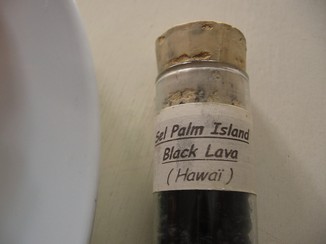 Sel Palm Island
Black Lava
( Hawaï )